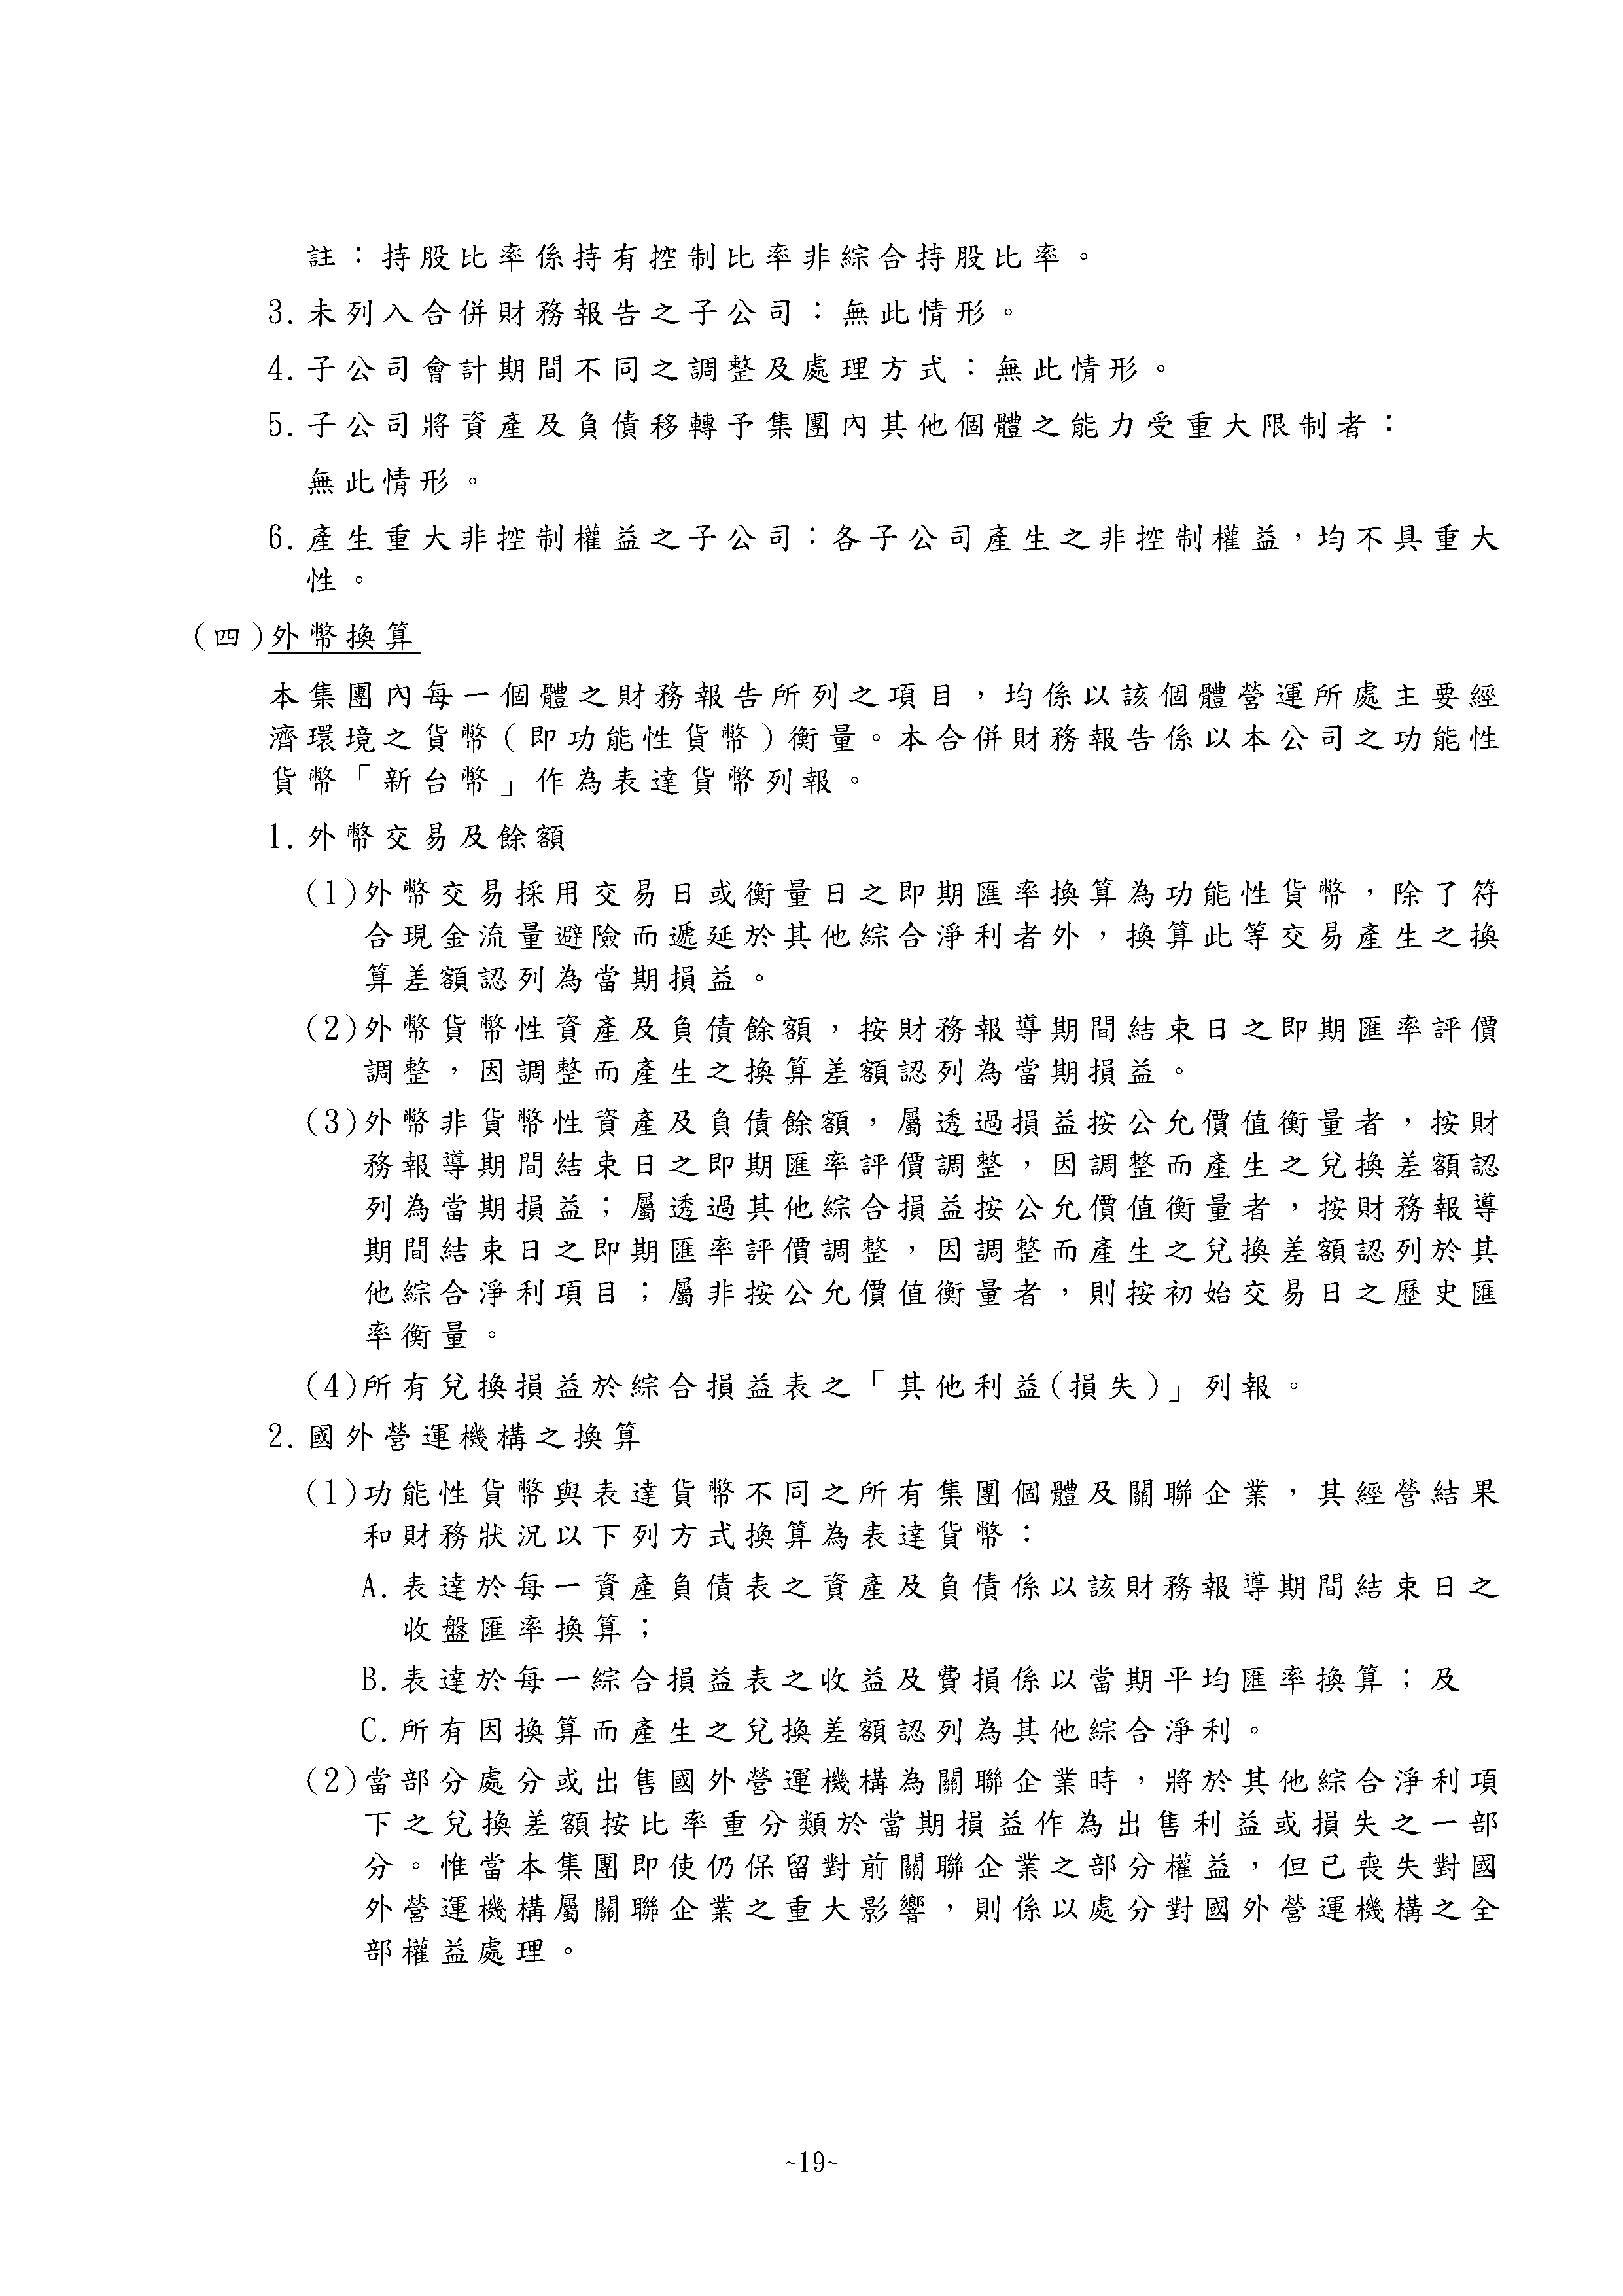 註：持股比率係持有控制比率非綜合持股比率。
3.未列入合併財務報告之子公司：無此情形。
4.子公司會計期間不同之調整及處理方式：無此情形。
5.子公司將資產及負債移轉予集團內其他個體之能力受重大限制者：
無此情形。
6.產生重大非控制權益之子公司：各子公司產生之非控制權益，均不具重大
性。
(四)外幣換算
本集團內每一個體之財務報告所列之項目，均係以該個體營運所處主要經
濟環境之貨幣(即功能性貨幣)衡量。本合併財務報告係以本公司之功能性
貨幣「新台幣」作為表達貨幣列報。
1.外幣交易及餘額
(1)外幣交易採用交易日或衡量日之即期匯率換算為功能性貨幣，除了符
合現金流量避險而遞延於其他綜合淨利者外，換算此等交易產生之換
算差額認列為當期損益。
(2)外幣貨幣性資產及負債餘額，按財務報導期間結束日之即期匯率評價
調整，因調整而產生之換算差額認列為當期損益。
(3)外幣非貨幣性資產及負債餘額，屬透過損益按公允價值衡量者，按財
務報導期間結束日之即期匯率評價調整，因調整而產生之兌換差額認
列為當期損益；屬透過其他綜合損益按公允價值衡量者，按財務報導
期間結束日之即期匯率評價調整，因調整而產生之兌換差額認列於其
他綜合淨利項目；屬非按公允價值衡量者，則按初始交易日之歷史匯
率衡量。
(4)所有兌換損益於綜合損益表之「其他利益(損失)」列報。
2.國外營運機構之換算
(1)功能性貨幣與表達貨幣不同之所有集團個體及關聯企業，其經營結果
和財務狀況以下列方式換算為表達貨幣：
A.表達於每一資產負債表之資產及負債係以該財務報導期間結束日之
收盤匯率換算；
B.表達於每一綜合損益表之收益及費損係以當期平均匯率換算；及
C.所有因換算而產生之兌換差額認列為其他綜合淨利。
(2)當部分處分或出售國外營運機構為關聯企業時，將於其他綜合淨利項
下之兌換差額按比率重分類於當期損益作為出售利益或損失之一部
分。惟當本集團即使仍保留對前關聯企業之部分權益，但已喪失對國
外營運機構屬關聯企業之重大影響，則係以處分對國外營運機構之全
部權益處理。
~19~